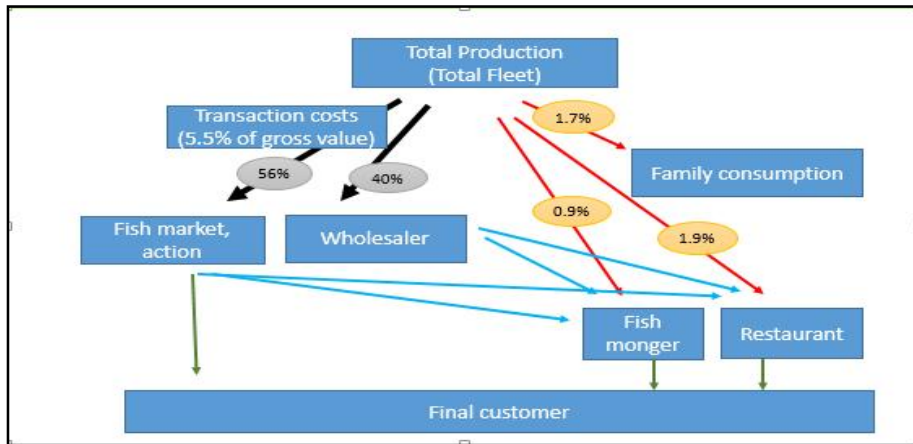 Total Production
(Total Fleet)
Transaction costs
(5.5% of gross value)
1.7%
56%
40%
Family consumption
0.9%
Fish market,
action
Wholesaler
1.9%
Fish
monger
Restaurant
Final customer